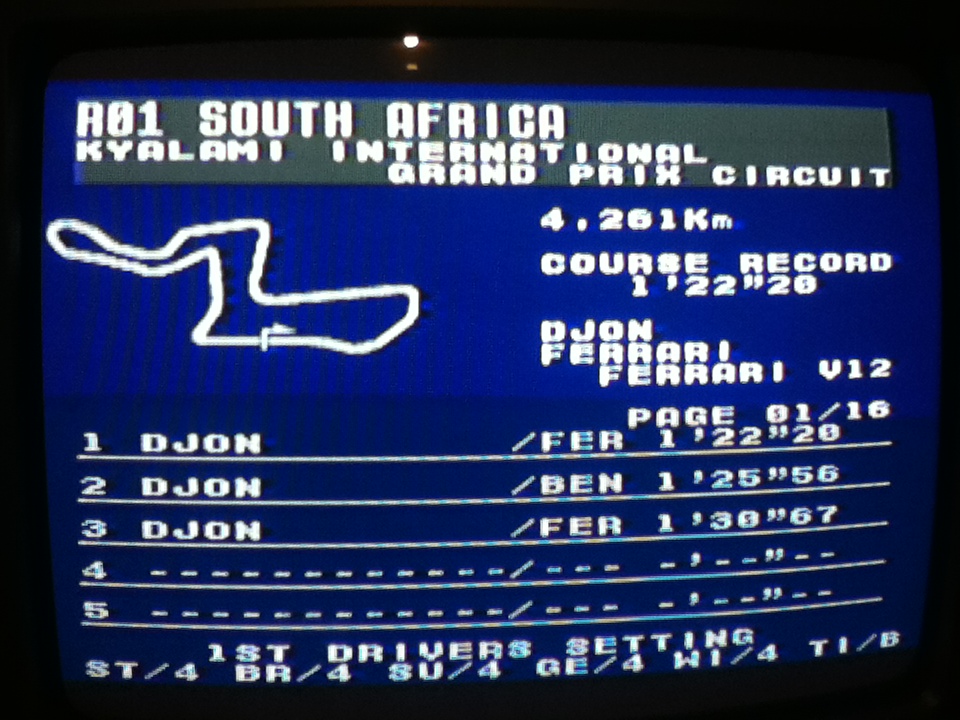 A01 SOUTH AFRICA
KYALAMI INTERNATIONAL
GRAND PRIX CIRCUIT
4.261Km
COURSE RECORD
1'22"20
DJON
FERRARI
FERRARI V12
PAGE 01/16
1 DJON /FER 1'22"20
2 DJON /BEN 1'25"56
3 DJON /FER 1'30"67
4 ------------/--- -'--"--
5 ------------/--- -'--"--
1ST DRIVERS SETTING
ST/4 BR/4 SU/4 GE/4 WI/4 TI/B